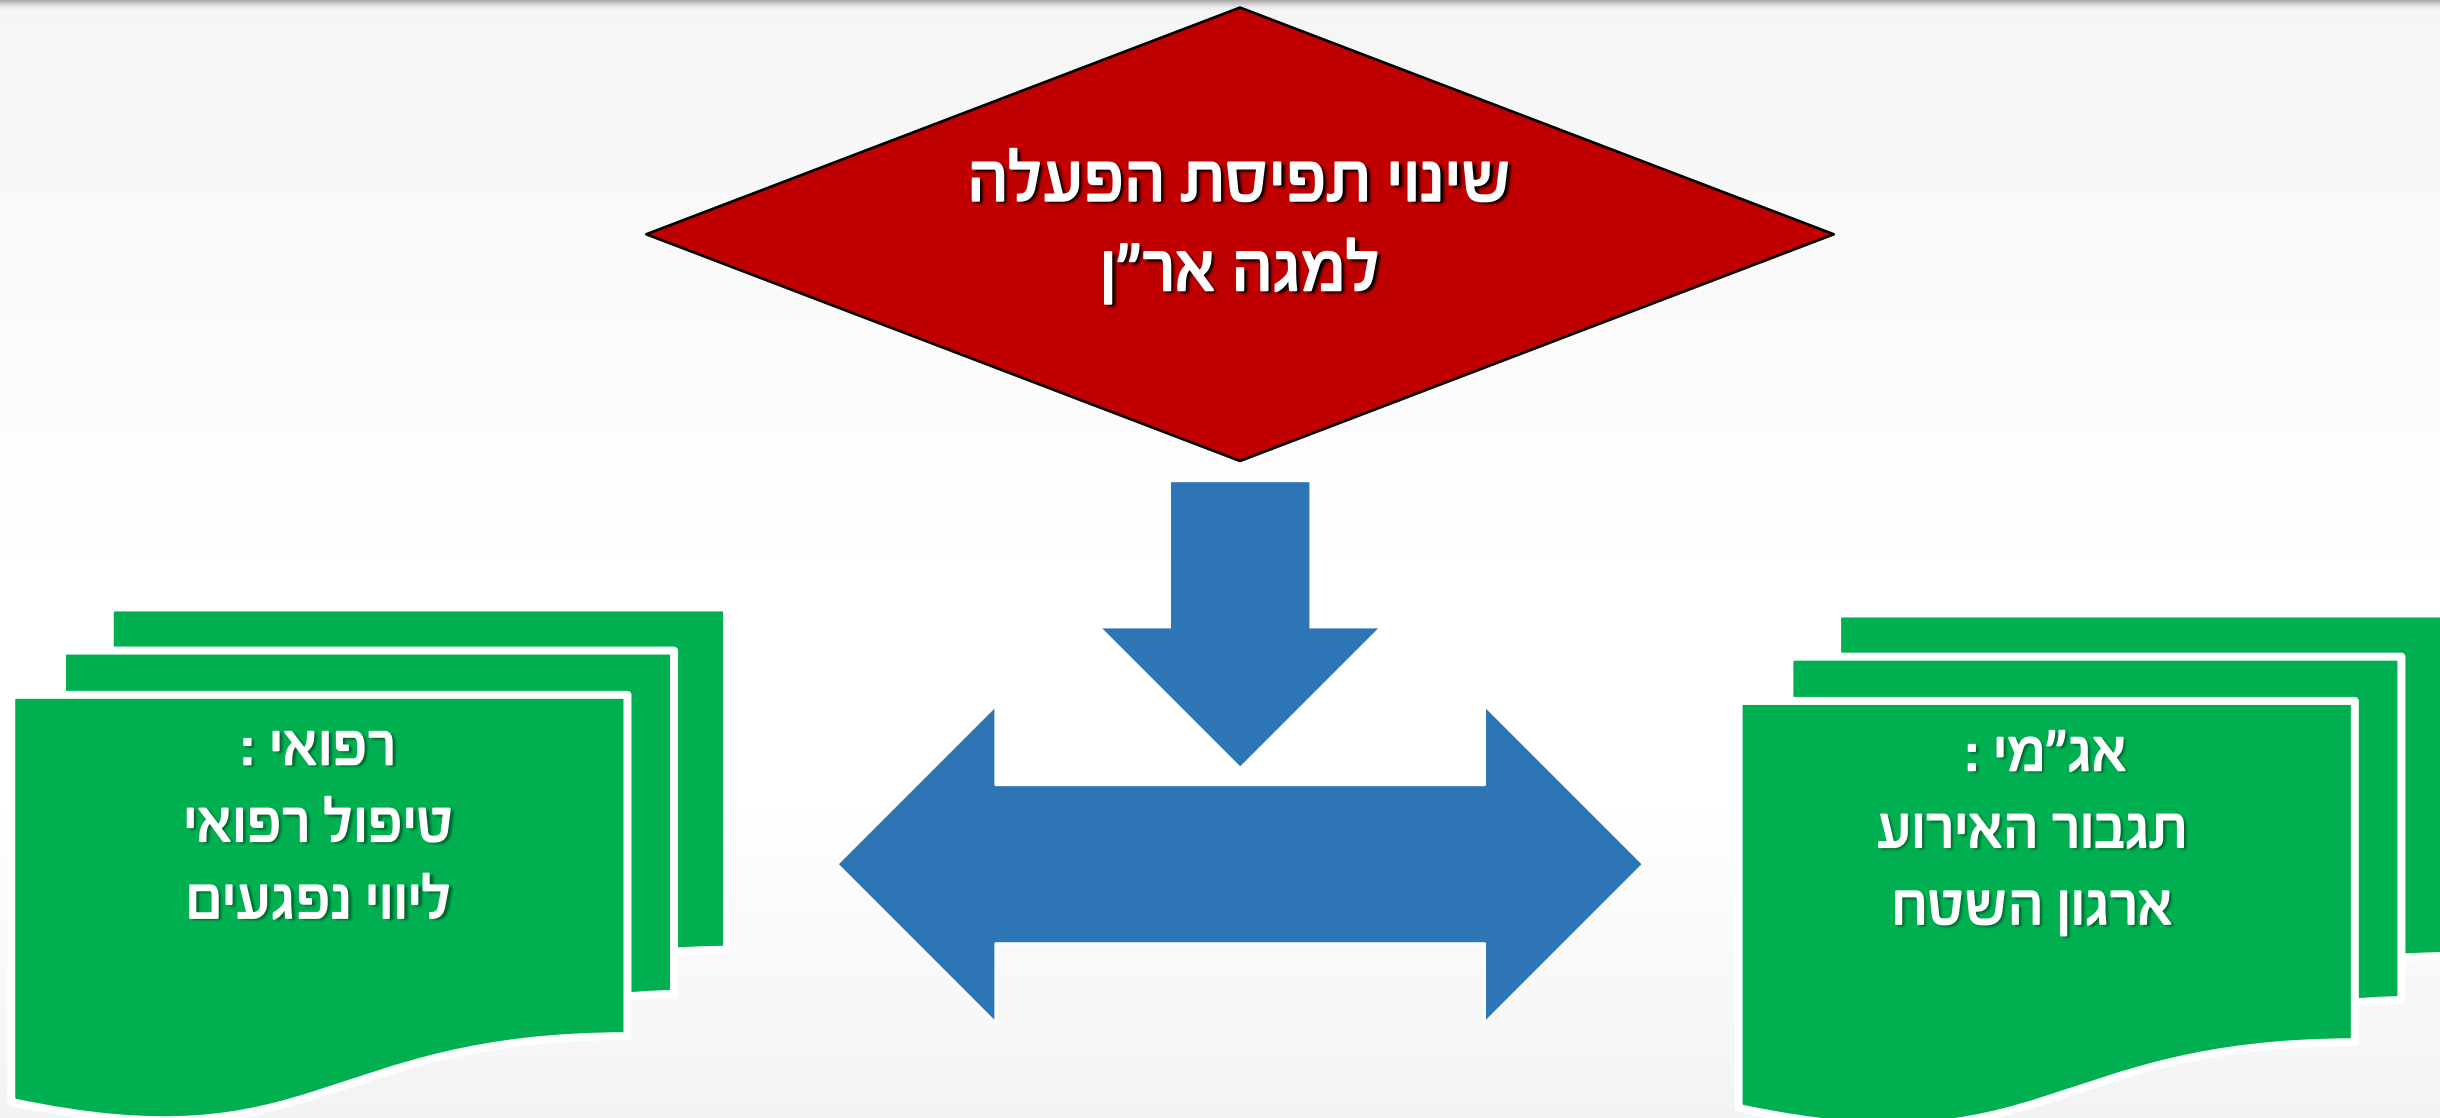 שינוי תפיסת הפעלה
למגה אר"ן
אג"מי :
תגבור האירוע
ארגון השטח
רפואי :
טיפול רפואי
ליווי נפגעים